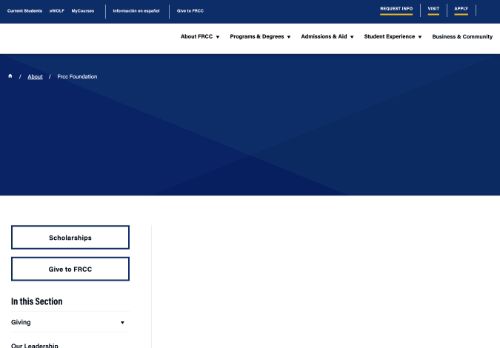 Current Students eWOLF MyCourses Información en español Give to FRCC REQUEST INFO VISIT APPLY
About FRCC ▼ Programs & Degrees ▼ Admissions & Aid ▼ Student Experience ▼ Business & Community
/ About / Frcc Foundation
Scholarships
Give to FRCC
In this Section
Giving ▼
Our Leadership